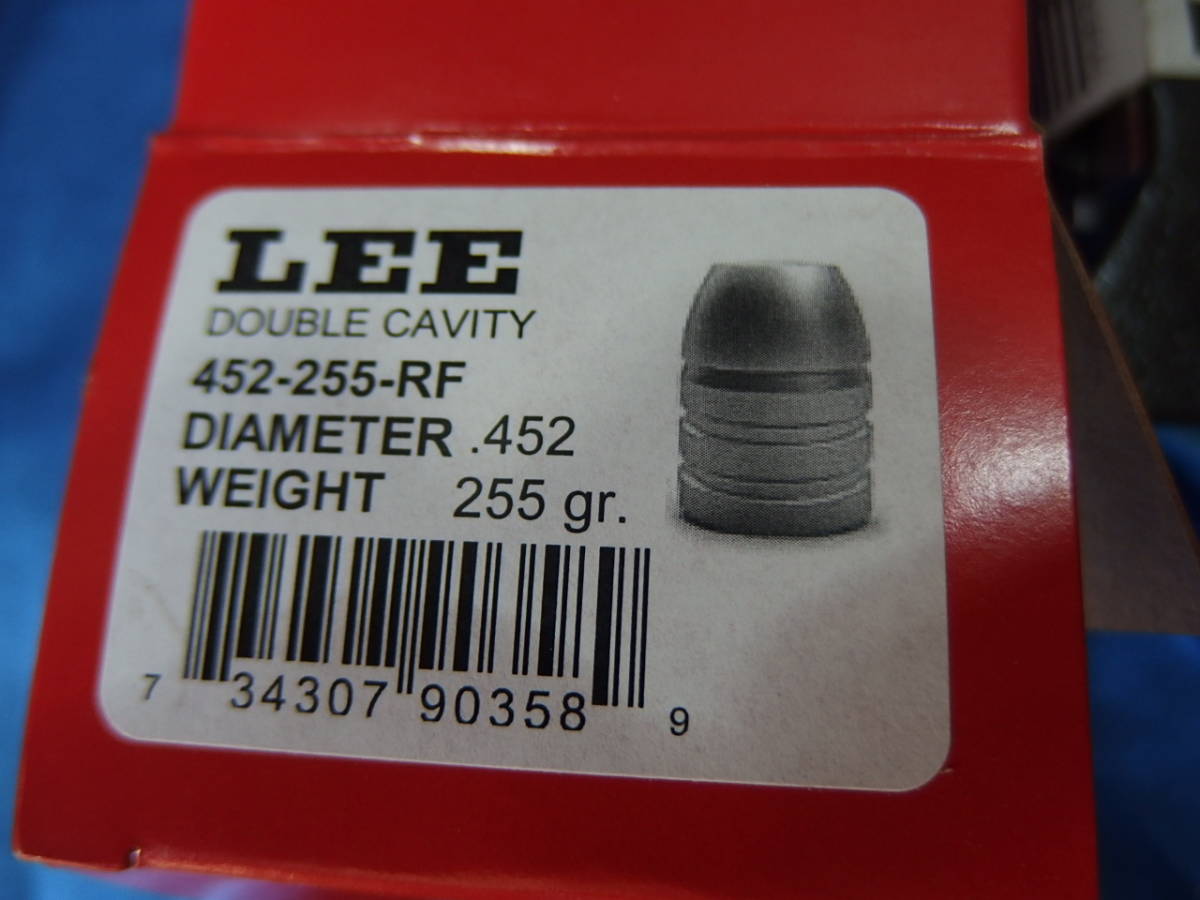 LEE
DOUBLE CAVITY
452-255-RF
DIAMETER .452
WEIGHT 255 gr.
7 34307 90358 9